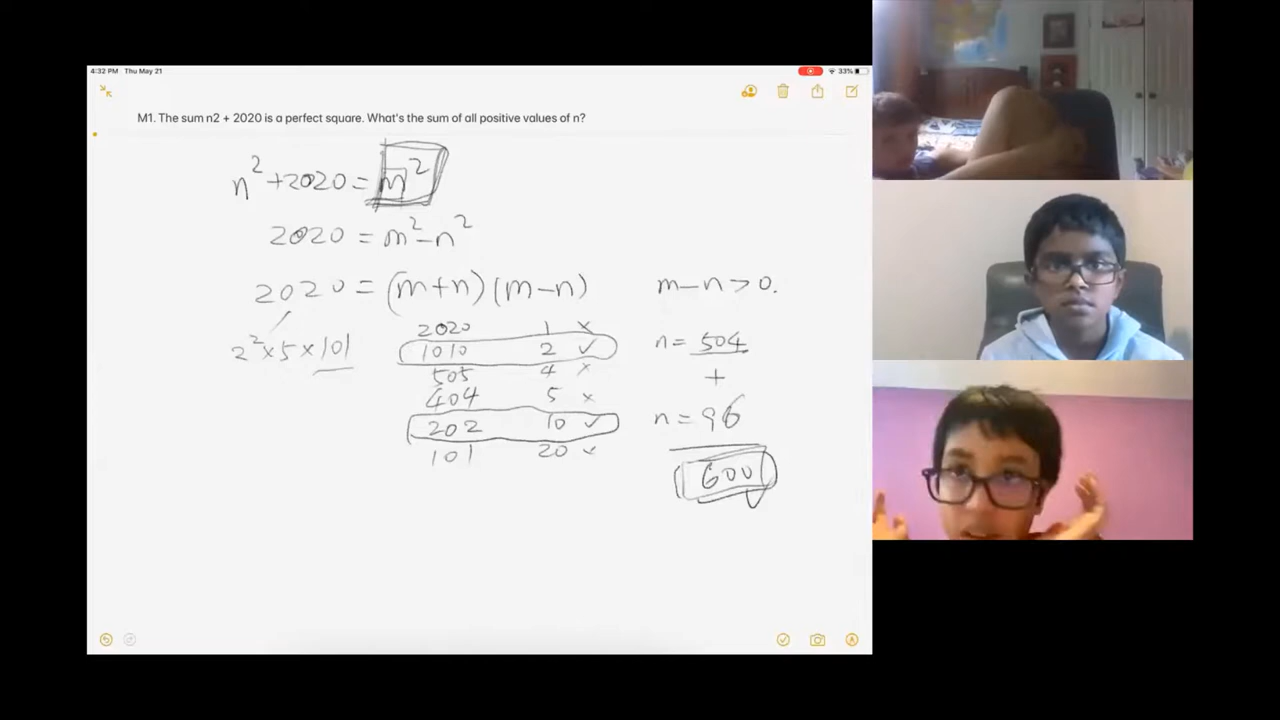 4:32 PM Thu May 21
33%
M1. The sum n2 + 2020 is a perfect square. What's the sum of all positive values of n?
n² + 2020 = m²
2020 = m² – n²
2020 = (m+n) (m–n)
m – n > 0.
2² × 5 × 101
2020 1 ×
1010 2 ✓
505 4 ×
404 5 ×
202 10 ✓
101 20 ×
n = 504
+
n = 96
600